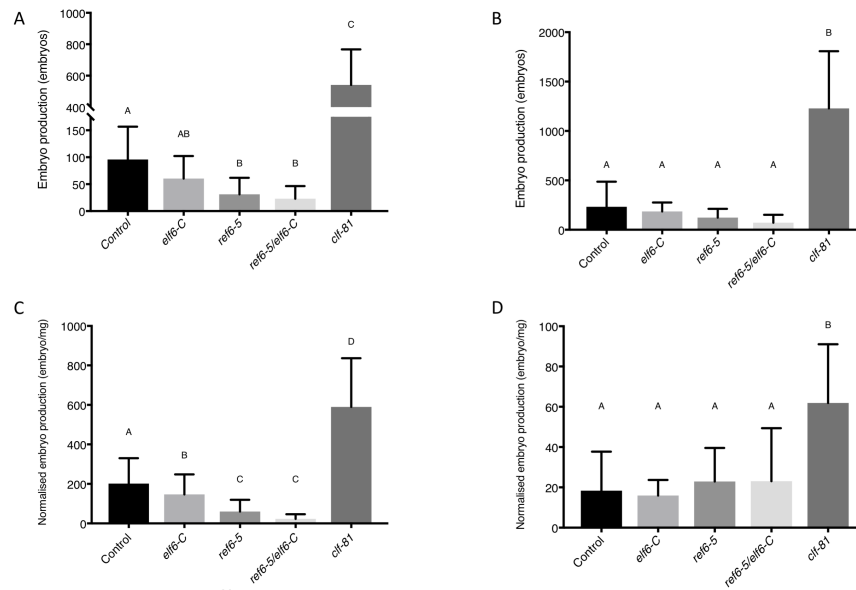 A
Embryo production (embryos)
1000
800
600
400
150
100
50
0
A
AB
B
B
C
Control
elf6-C
ref6-5
ref6-5/elf6-C
clf-81
B
Embryo production (embryos)
2000
1500
1000
500
0
A
A
A
A
B
Control
elf6-C
ref6-5
ref6-5/elf6-C
clf-81
C
Normalised embryo production (embryo/mg)
1000
800
600
400
200
0
A
B
C
C
D
Control
elf6-C
ref6-5
ref6-5/elf6-C
clf-81
D
Normalised embryo production (embryo/mg)
100
80
60
40
20
0
A
A
A
A
B
Control
elf6-C
ref6-5
ref6-5/elf6-C
clf-81